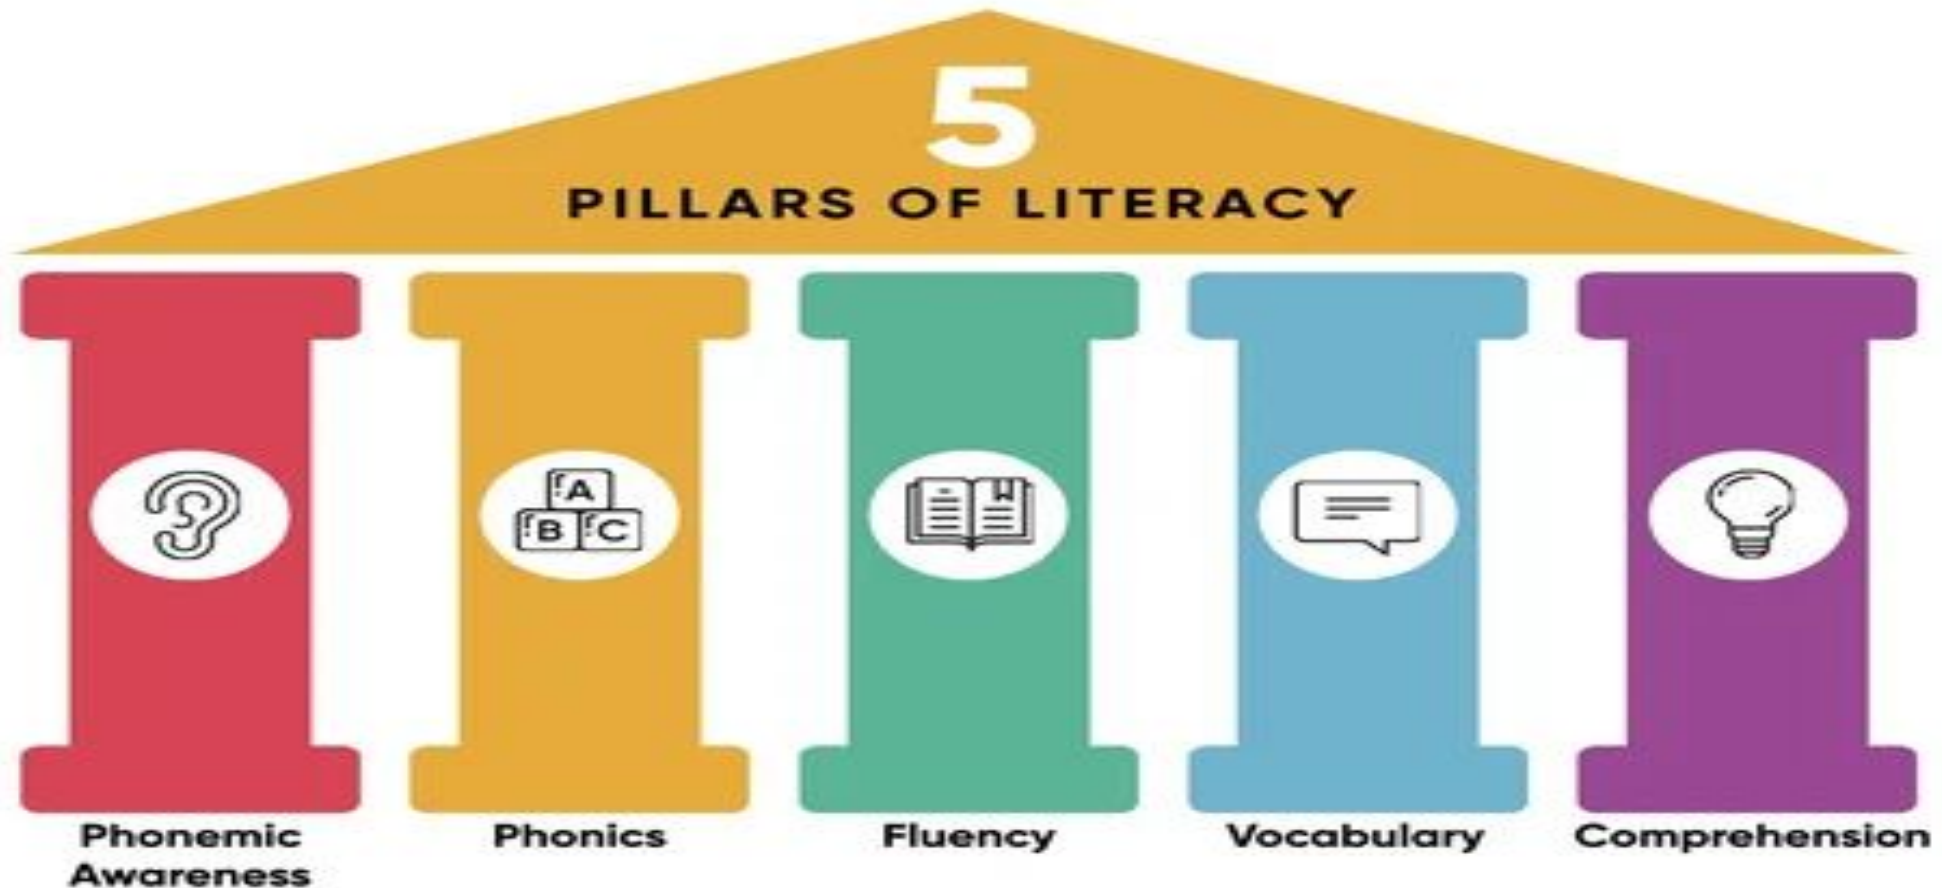 5
PILLARS OF LITERACY
A
B C
Phonemic
Awareness
Phonics
Fluency
Vocabulary
Comprehension